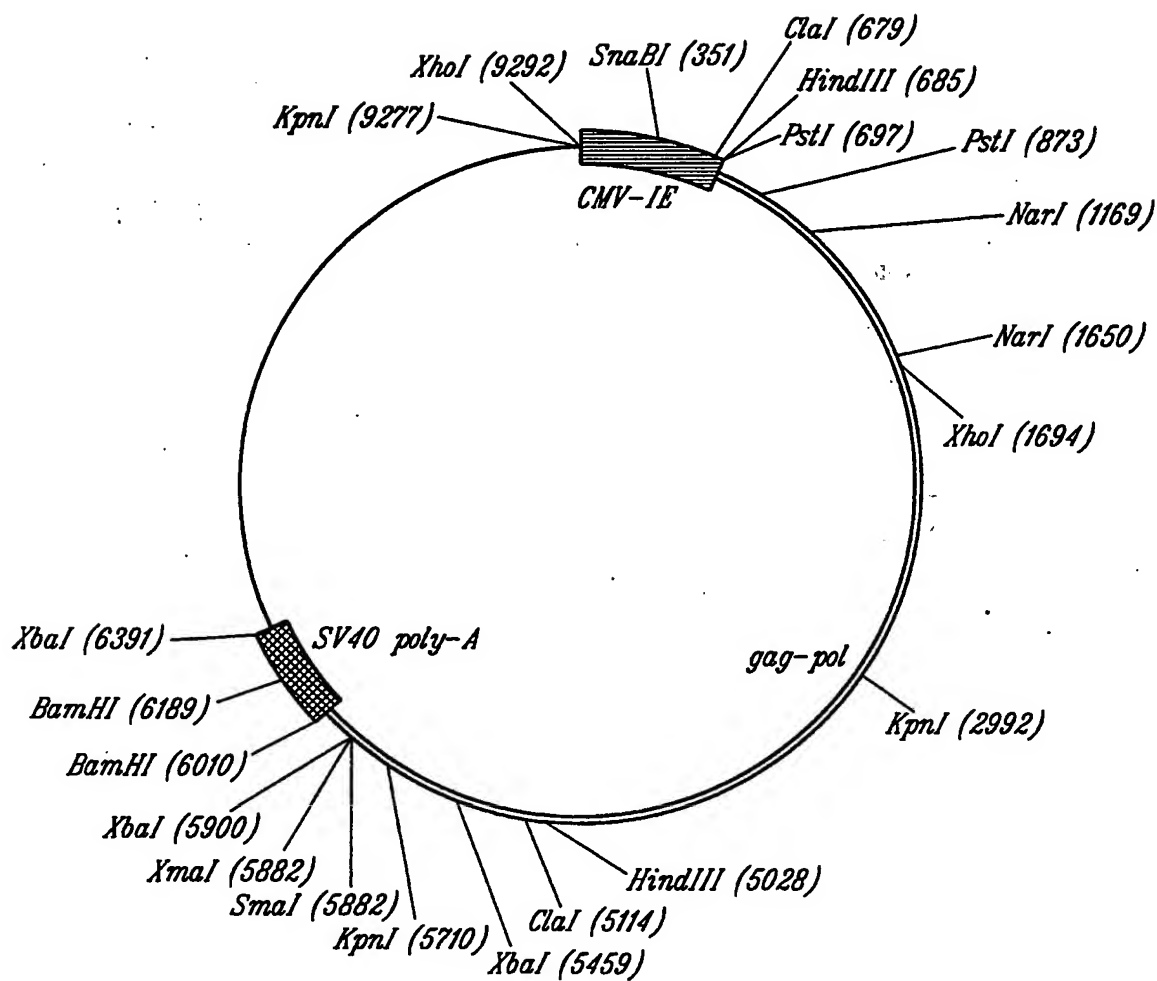 ClaI (679)
XhoI (9292)
SnaBI (351)
HindIII (685)
KpnI (9277)
PstI (697)
PstI (873)
CMV-IE
NarI (1169)
NarI (1650)
XhoI (1694)
XbaI (6391)
SV40 poly-A
gag-pol
BamHI (6189)
KpnI (2992)
BamHI (6010)
XbaI (5900)
XmaI (5882)
HindIII (5028)
SmaI (5882)
ClaI (5114)
KpnI (5710)
XbaI (5459)